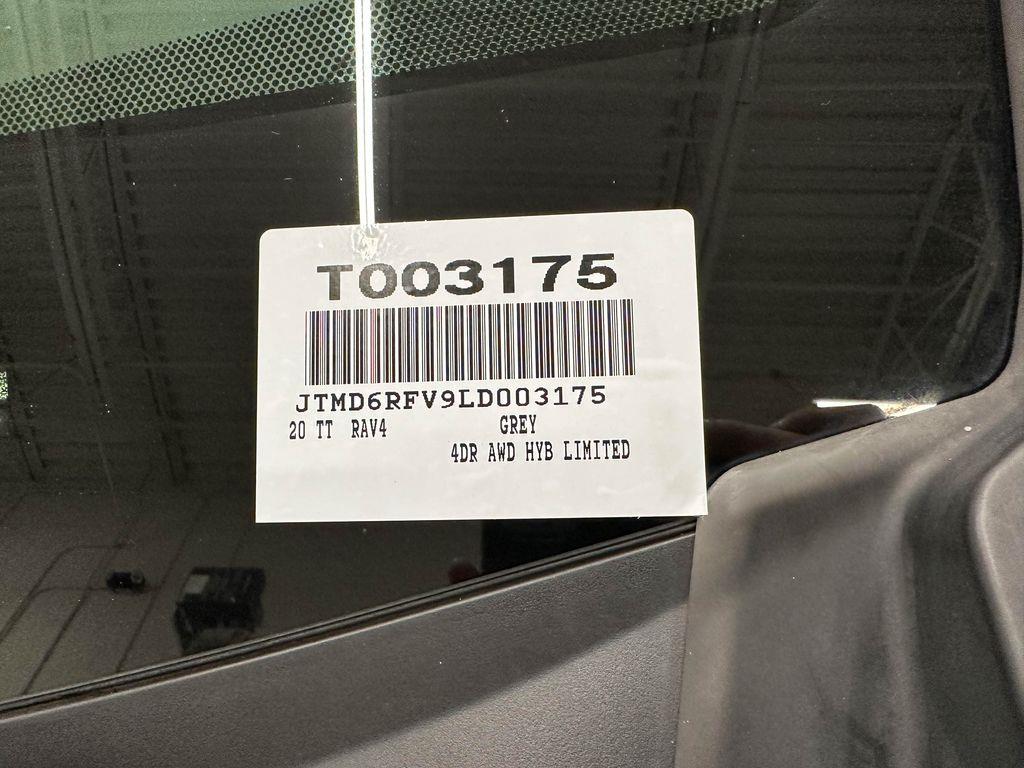 T003175
JTMD6RFV9LD003175
20 TT RAV4 GREY
4DR AWD HYB LIMITED